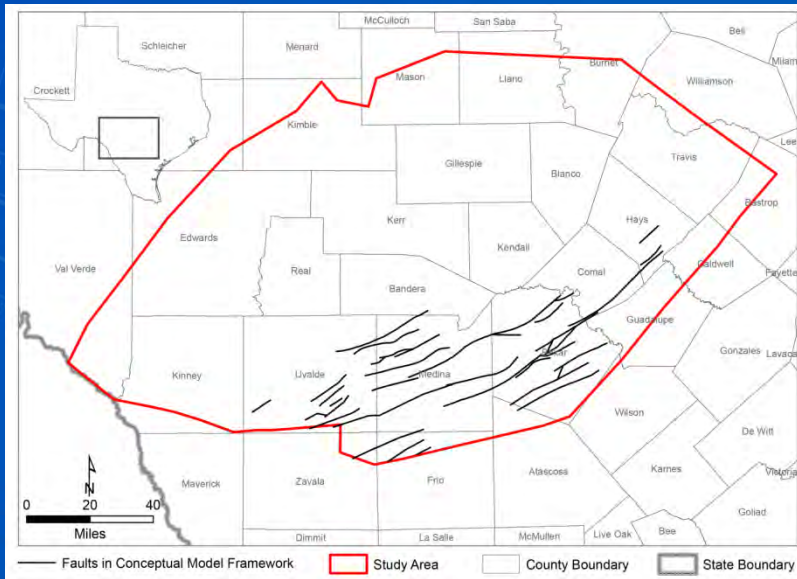 McCulloch
San Saba
Bell
Schleicher
Menard
Burnet
Milam
Mason
Llano
Williamson
Crockett
Kimble
Lee
Travis
Gillespie
Blanco
Bastrop
Kerr
Hays
Edwards
Val Verde
Kendall
Caldwell
Real
Comal
Fayette
Bandera
Guadalupe
Gonzales
Lavaca
Bexar
Kinney
Uvalde
Medina
Wilson
De Witt
Victoria
Maverick
Zavala
Frio
Atascosa
Karnes
Goliad
N
0 20 40
Miles
Dimmit
La Salle
McMullen
Live Oak
Bee
Faults in Conceptual Model Framework
Study Area
County Boundary
State Boundary